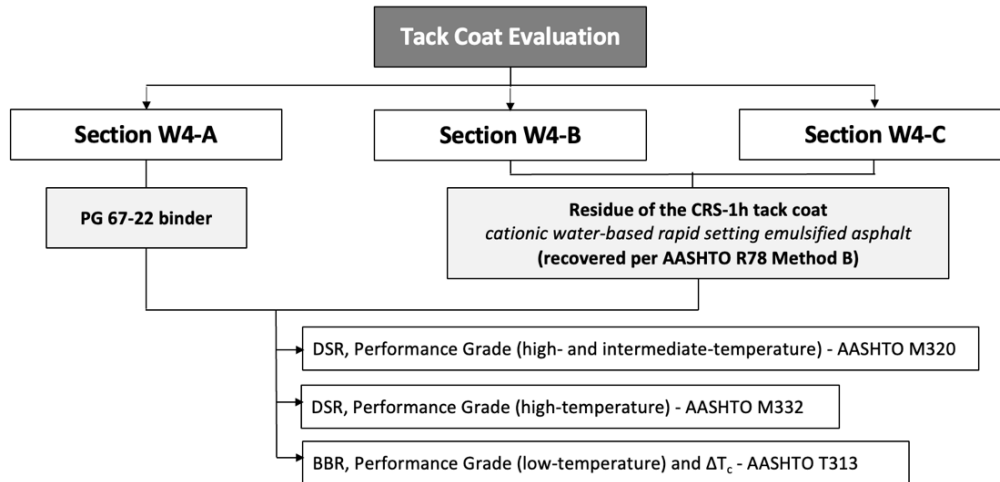 Tack Coat Evaluation
Section W4-A
Section W4-B
Section W4-C
PG 67-22 binder
Residue of the CRS-1h tack coat
cationic water-based rapid setting emulsified asphalt
(recovered per AASHTO R78 Method B)
DSR, Performance Grade (high- and intermediate-temperature) - AASHTO M320
DSR, Performance Grade (high-temperature) - AASHTO M332
BBR, Performance Grade (low-temperature) and ΔTc - AASHTO T313